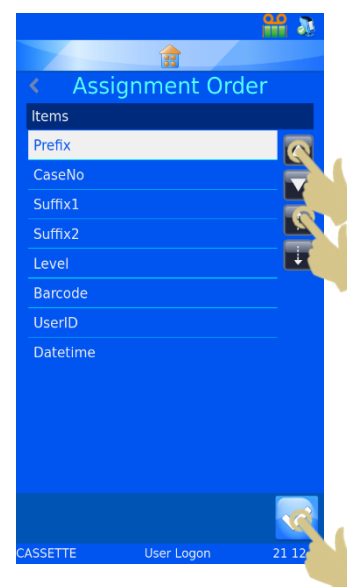 Assignment Order
Items
Prefix
CaseNo
Suffix1
Suffix2
Level
Barcode
UserID
Datetime
CASSETTE User Logon 21 12